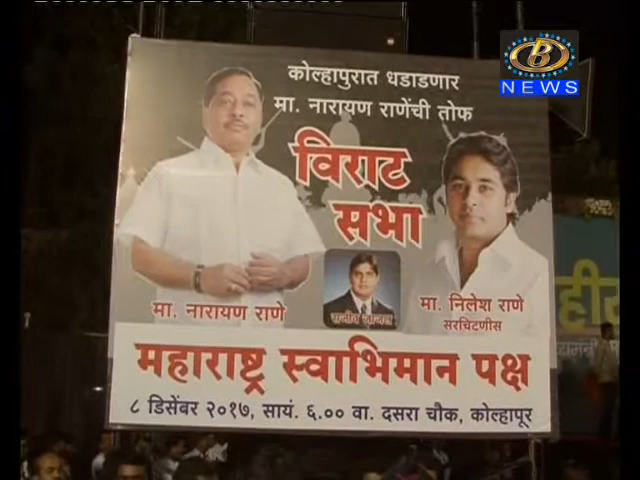 B
NEWS
कोल्हापुरात धडाडणार
मा. नारायण राणेंची तोफ
विराट
सभा
मा. नारायण राणे
मा. निलेश राणे
सरचिटणीस
महाराष्ट्र स्वाभिमान पक्ष
८ डिसेंबर २०१७, सायं. ६.०० वा. दसरा चौक, कोल्हापूर